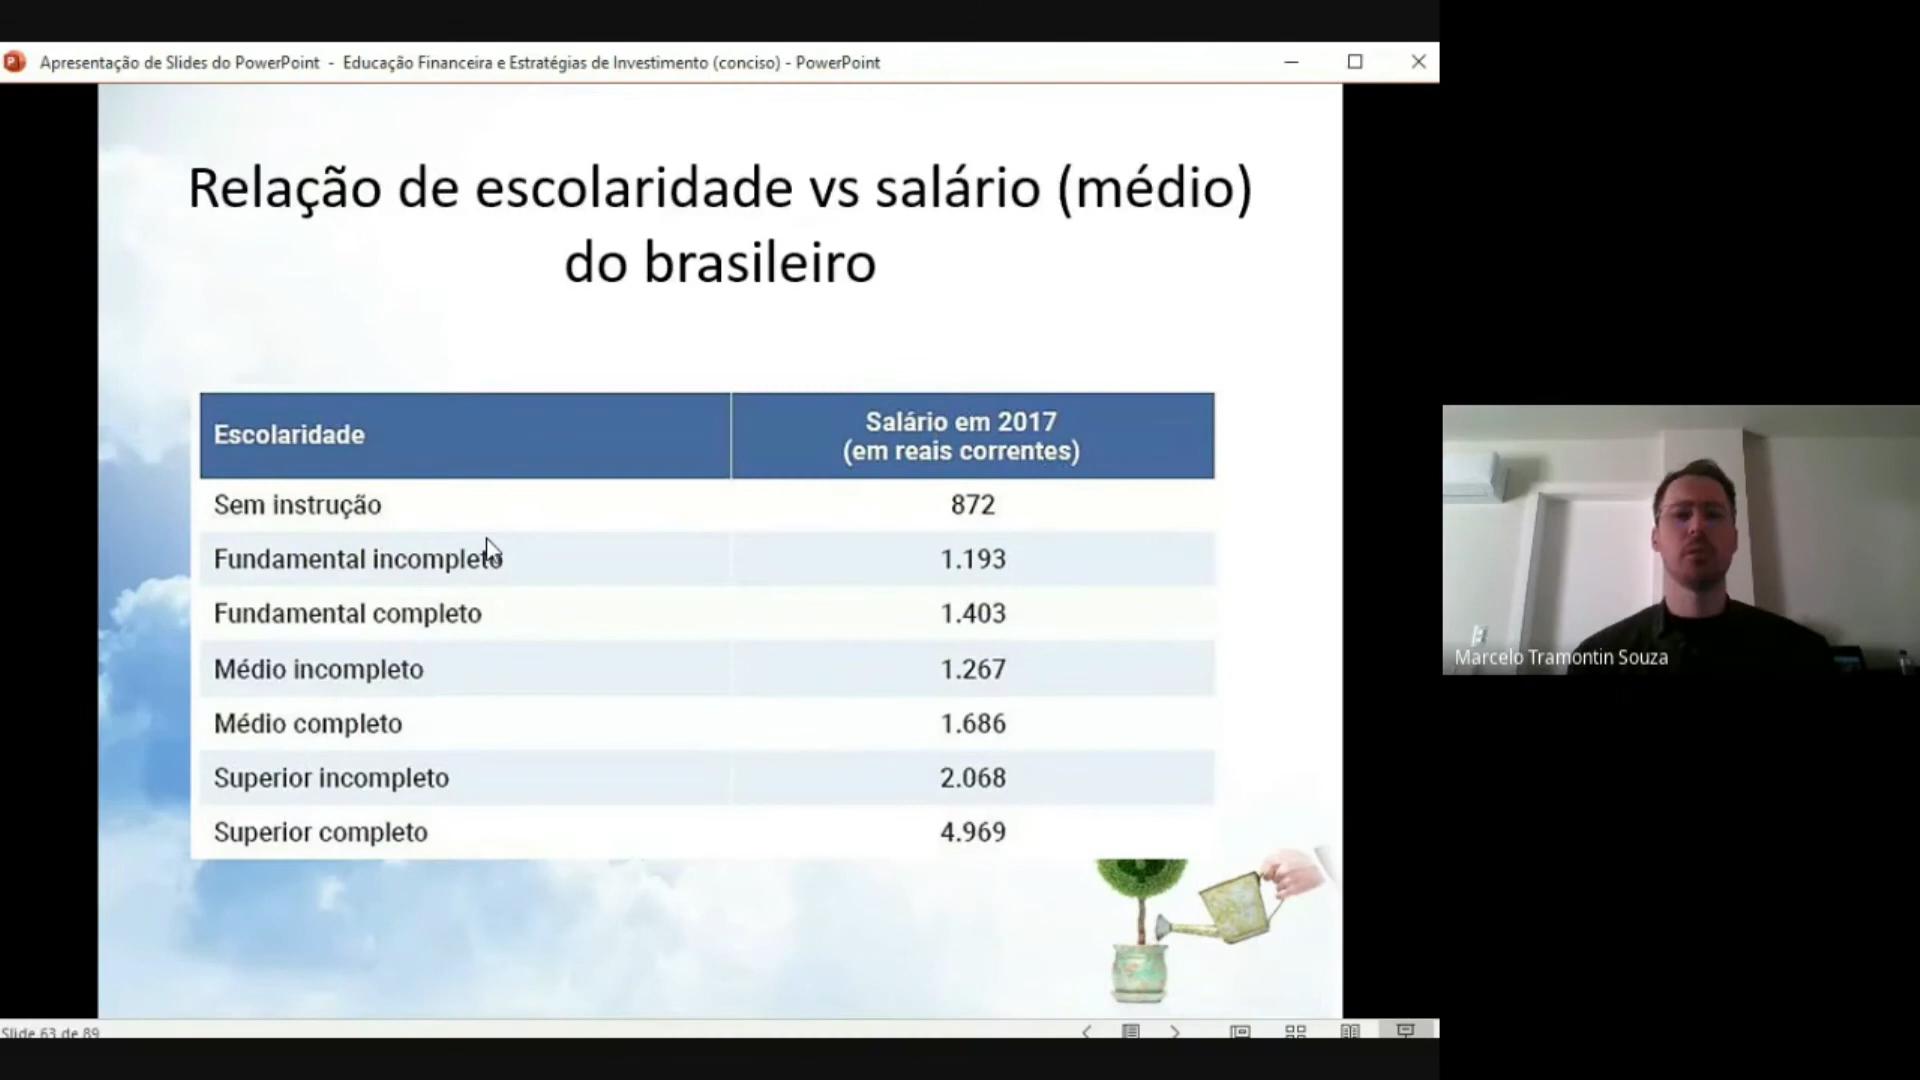 Apresentação de Slides do PowerPoint - Educação Financeira e Estratégias de Investimento (conciso) - PowerPoint
Relação de escolaridade vs salário (médio)
do brasileiro
Escolaridade
Salário em 2017
(em reais correntes)
Sem instrução 872
Fundamental incompleto 1.193
Fundamental completo 1.403
Médio incompleto 1.267
Médio completo 1.686
Superior incompleto 2.068
Superior completo 4.969
Marcelo Tramontin Souza
Slide 63 de 89